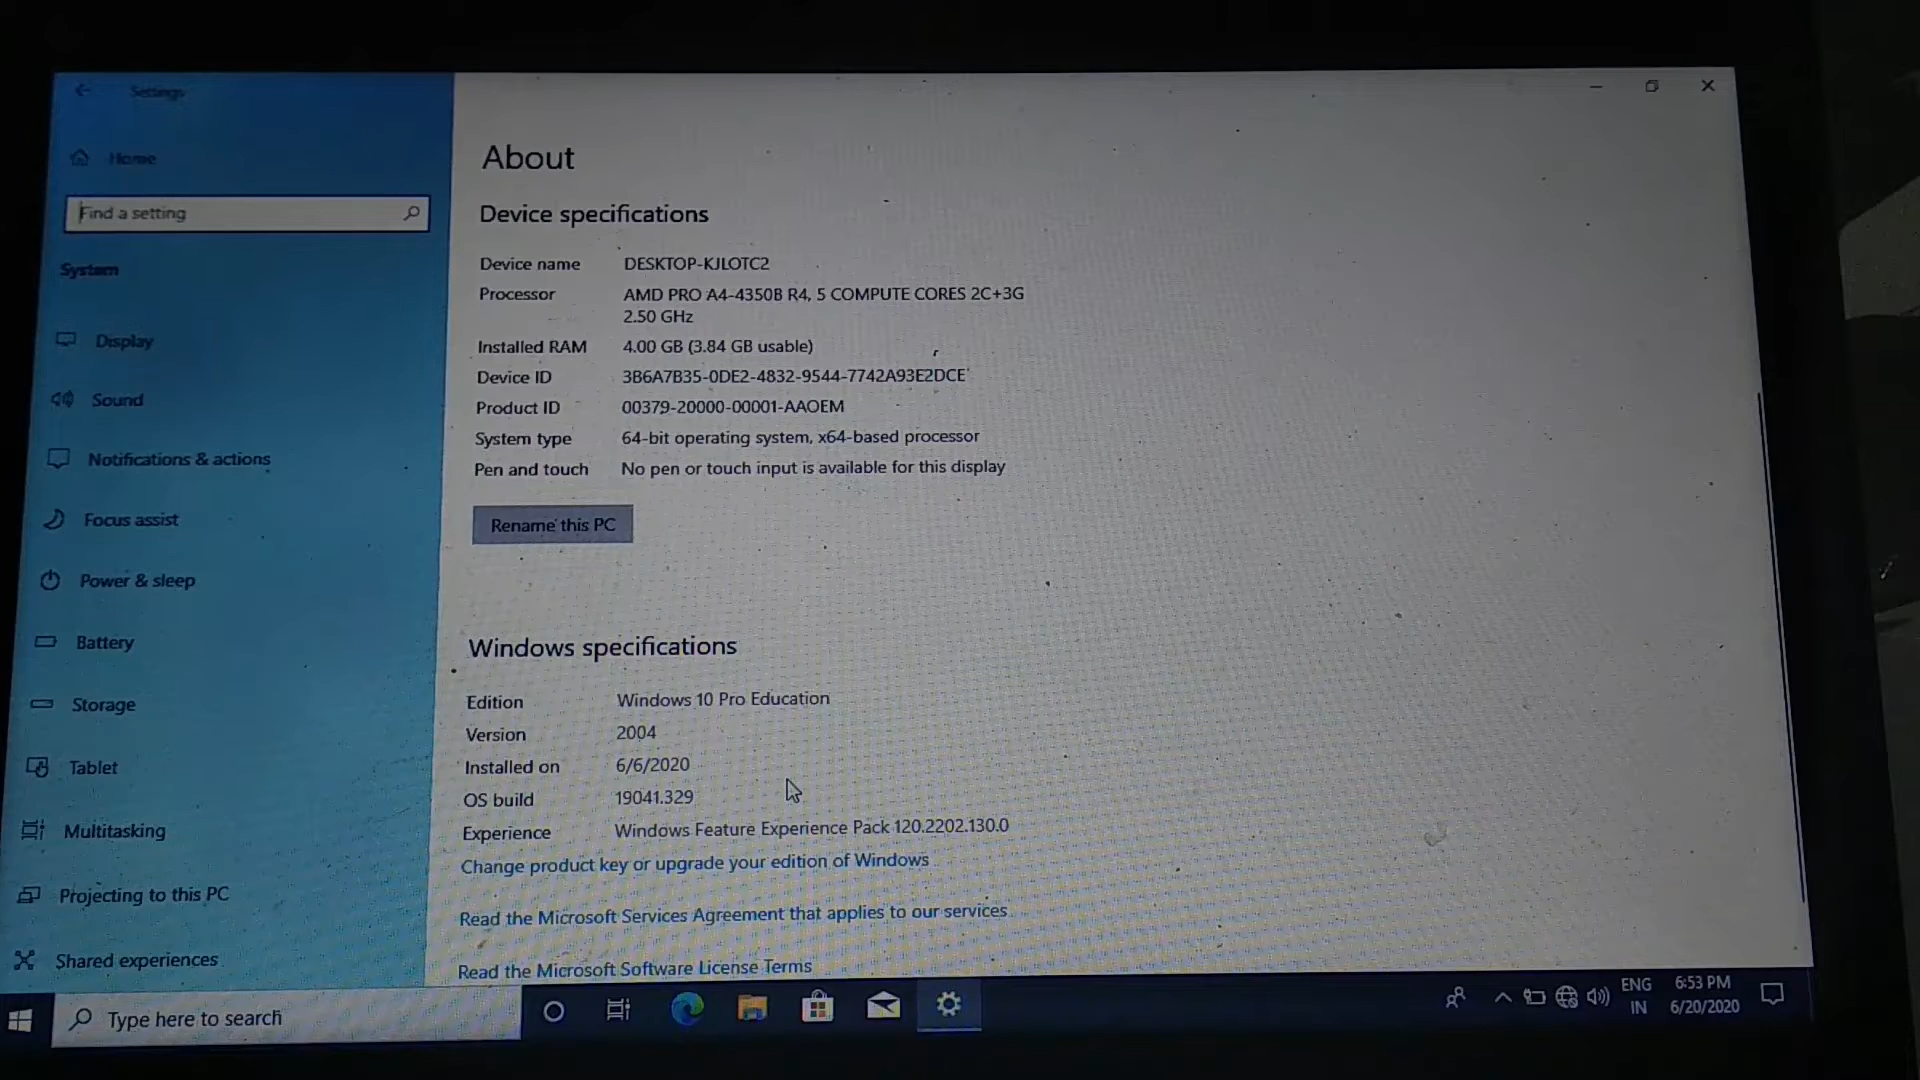 Settings
Home
Find a setting
System
Display
Sound
Notifications & actions
Focus assist
Power & sleep
Battery
Storage
Tablet
Multitasking
Projecting to this PC
Shared experiences
About
Device specifications
Device name DESKTOP-KJLOTC2
Processor AMD PRO A4-4350B R4, 5 COMPUTE CORES 2C+3G
2.50 GHz
Installed RAM 4.00 GB (3.84 GB usable)
Device ID 3B6A7B35-0DE2-4832-9544-7742A93E2DCE
Product ID 00379-20000-00001-AAOEM
System type 64-bit operating system, x64-based processor
Pen and touch No pen or touch input is available for this display
Rename this PC
Windows specifications
Edition Windows 10 Pro Education
Version 2004
Installed on 6/6/2020
OS build 19041.329
Experience Windows Feature Experience Pack 120.2202.130.0
Change product key or upgrade your edition of Windows
Read the Microsoft Services Agreement that applies to our services
Read the Microsoft Software License Terms
Type here to search
ENG
IN
6:53 PM
6/20/2020